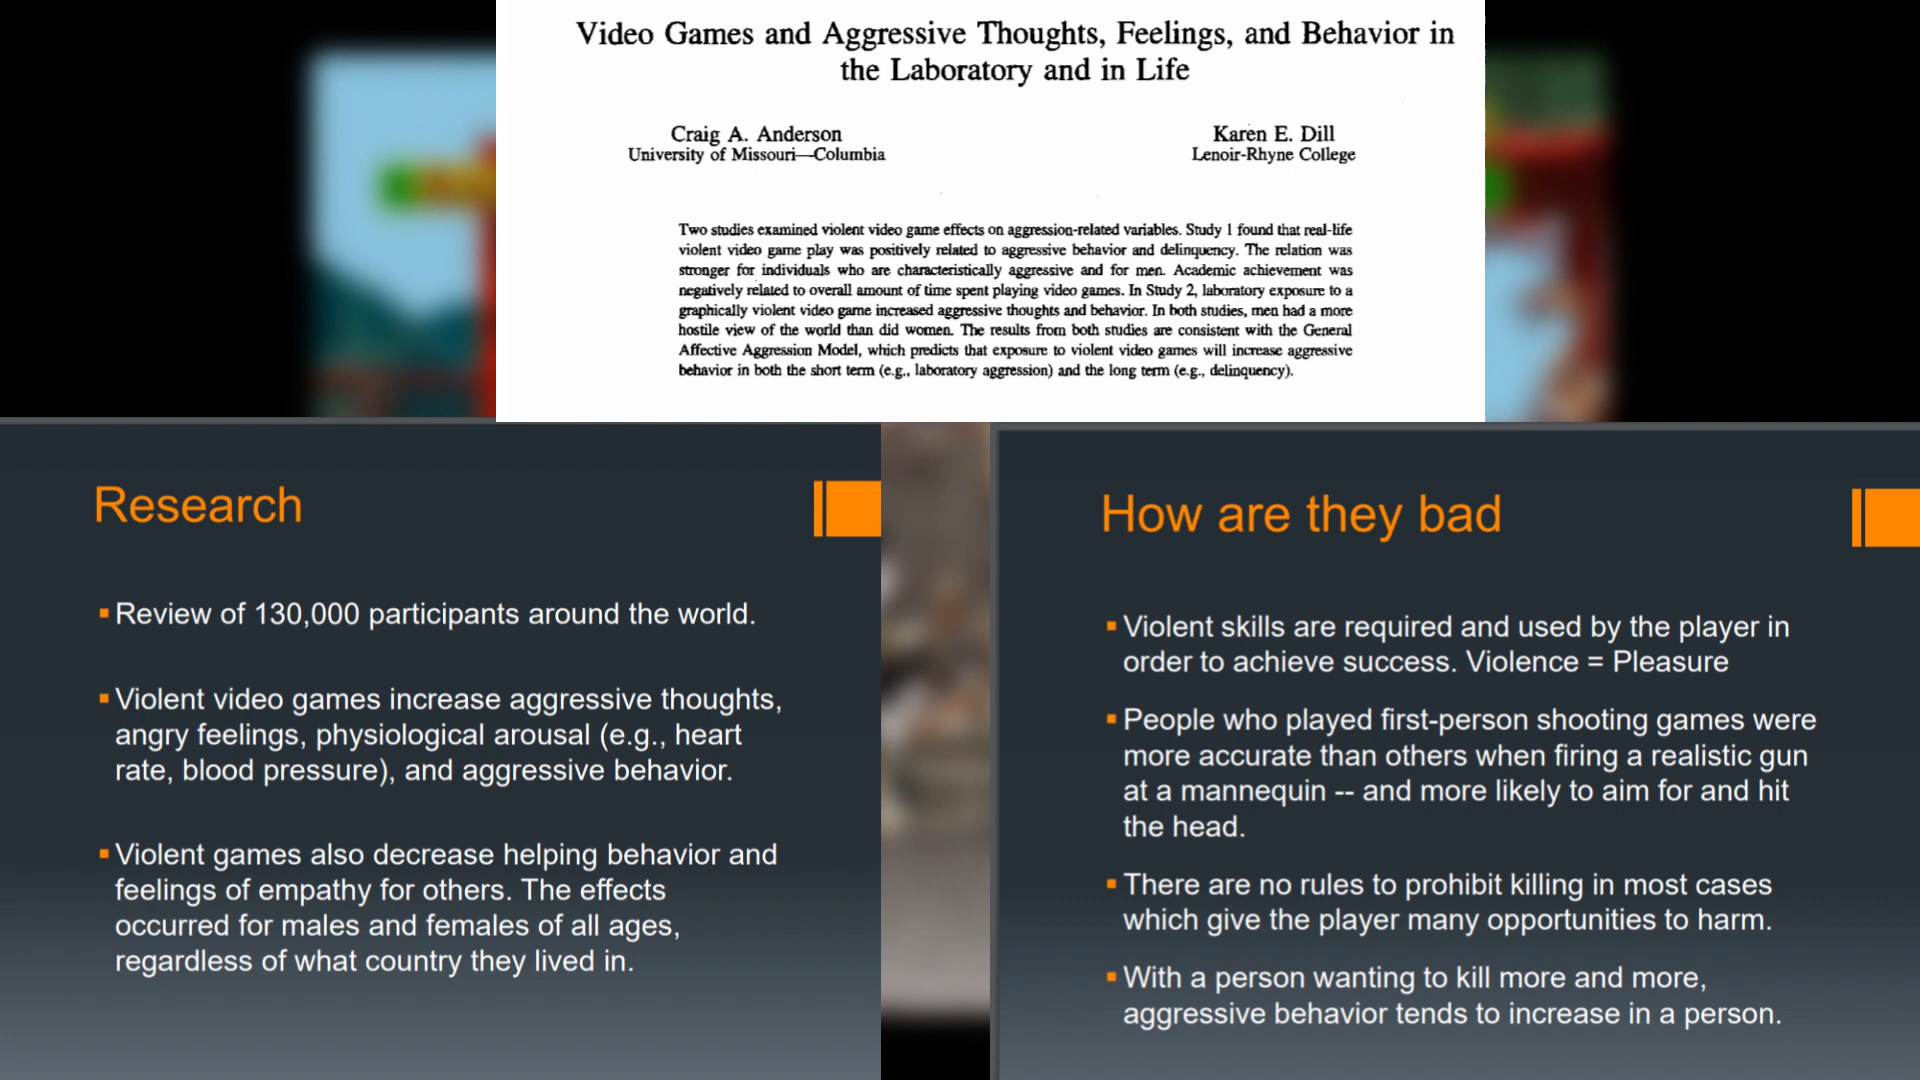 Video Games and Aggressive Thoughts, Feelings, and Behavior in
the Laboratory and in Life
Craig A. Anderson
University of Missouri—Columbia
Karen E. Dill
Lenoir-Rhyne College
Two studies examined violent video game effects on aggression-related variables. Study 1 found that real-life
violent video game play was positively related to aggressive behavior and delinquency. The relation was
stronger for individuals who are characteristically aggressive and for men. Academic achievement was
negatively related to overall amount of time spent playing video games. In Study 2, laboratory exposure to a
graphically violent video game increased aggressive thoughts and behavior. In both studies, men had a more
hostile view of the world than did women. The results from both studies are consistent with the General
Affective Aggression Model, which predicts that exposure to violent video games will increase aggressive
behavior in both the short term (e.g., laboratory aggression) and the long term (e.g., delinquency).
Research
▪Review of 130,000 participants around the world.
▪Violent video games increase aggressive thoughts,
angry feelings, physiological arousal (e.g., heart
rate, blood pressure), and aggressive behavior.
▪Violent games also decrease helping behavior and
feelings of empathy for others. The effects
occurred for males and females of all ages,
regardless of what country they lived in.
How are they bad
▪Violent skills are required and used by the player in
order to achieve success. Violence = Pleasure
▪People who played first-person shooting games were
more accurate than others when firing a realistic gun
at a mannequin -- and more likely to aim for and hit
the head.
▪There are no rules to prohibit killing in most cases
which give the player many opportunities to harm.
▪With a person wanting to kill more and more,
aggressive behavior tends to increase in a person.